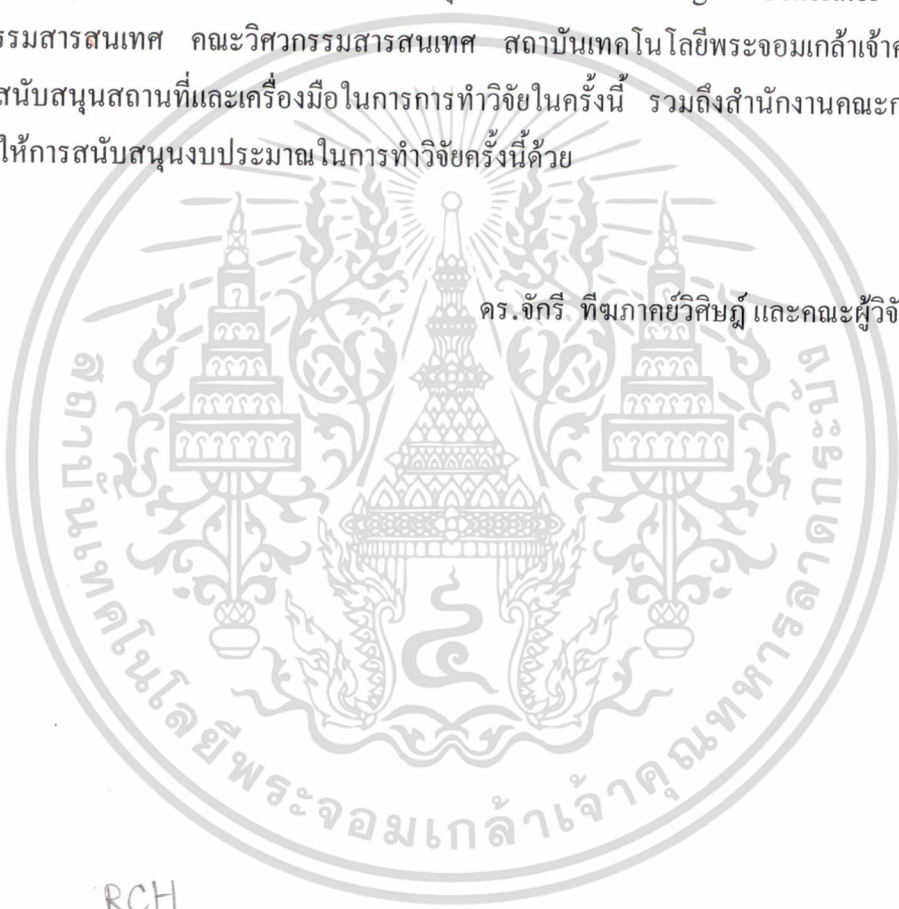 รรมสารสนเทศ คณะวิศวกรรมสารสนเทศ สถาบันเทคโนโลยีพระจอมเกล้าเจ้า
สนับสนุนสถานที่และเครื่องมือในการการทำวิจัยในครั้งนี้ รวมถึงสำนักงานคณะ
ให้การสนับสนุนงบประมาณในการทำวิจัยครั้งนี้ด้วย
ดร.จักรี ทีฆภาคย์วิศิษฎ์ และคณะผู้วิจั
สถาบันเทคโนโลยีพระจอมเกล้าเจ้าคุณทหารลาดกระบัง
๔
RCH